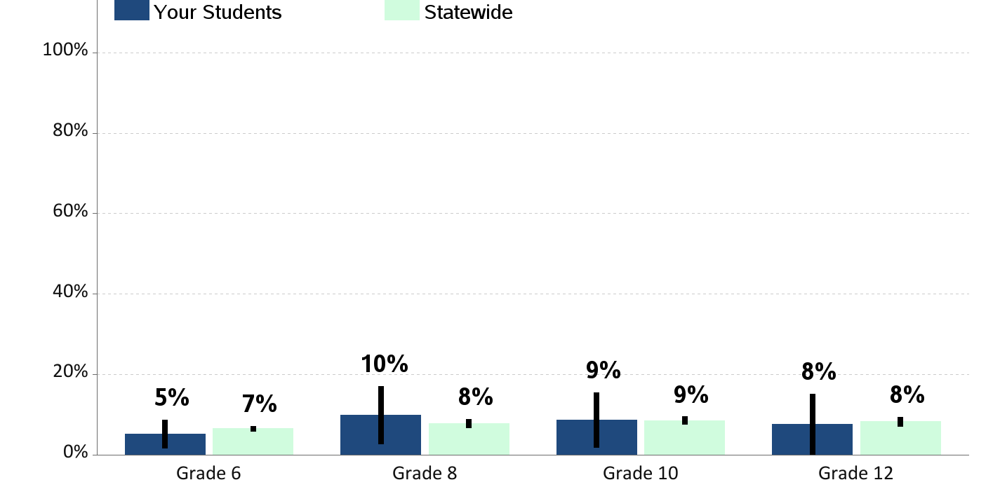 Your Students
Statewide
100%
80%
60%
40%
20%
0%
5%
7%
10%
8%
9%
9%
8%
8%
Grade 6
Grade 8
Grade 10
Grade 12